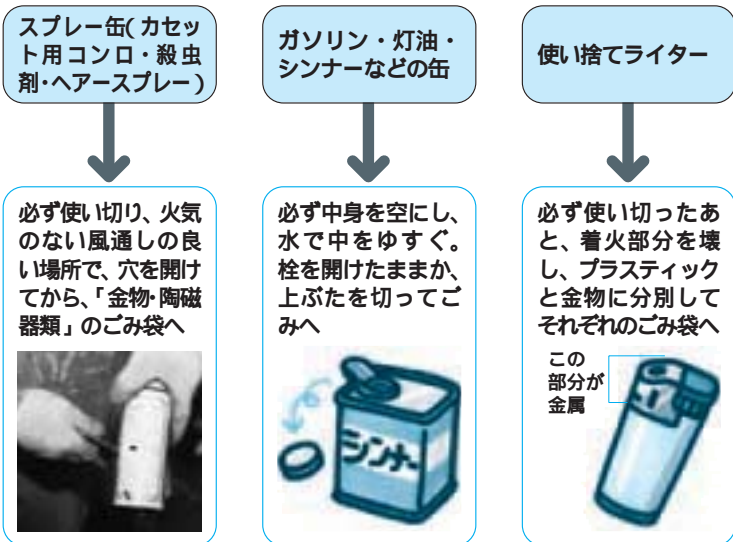 スプレー缶(カセッ
ト用コンロ・殺虫
剤・ヘアースプレー)
必ず使い切り、火気
のない風通しの良
い場所で、穴を開け
てから、「金物・陶磁
器類」のごみ袋へ
ガソリン・灯油・
シンナーなどの缶
必ず中身を空にし、
水で中をゆすぐ。
栓を開けたままか、
上ぶたを切ってご
みへ
シンナー
使い捨てライター
必ず使い切ったあ
と、着火部分を壊
し、プラスティック
と金物に分別して
それぞれのごみ袋へ
この
部分が
金属